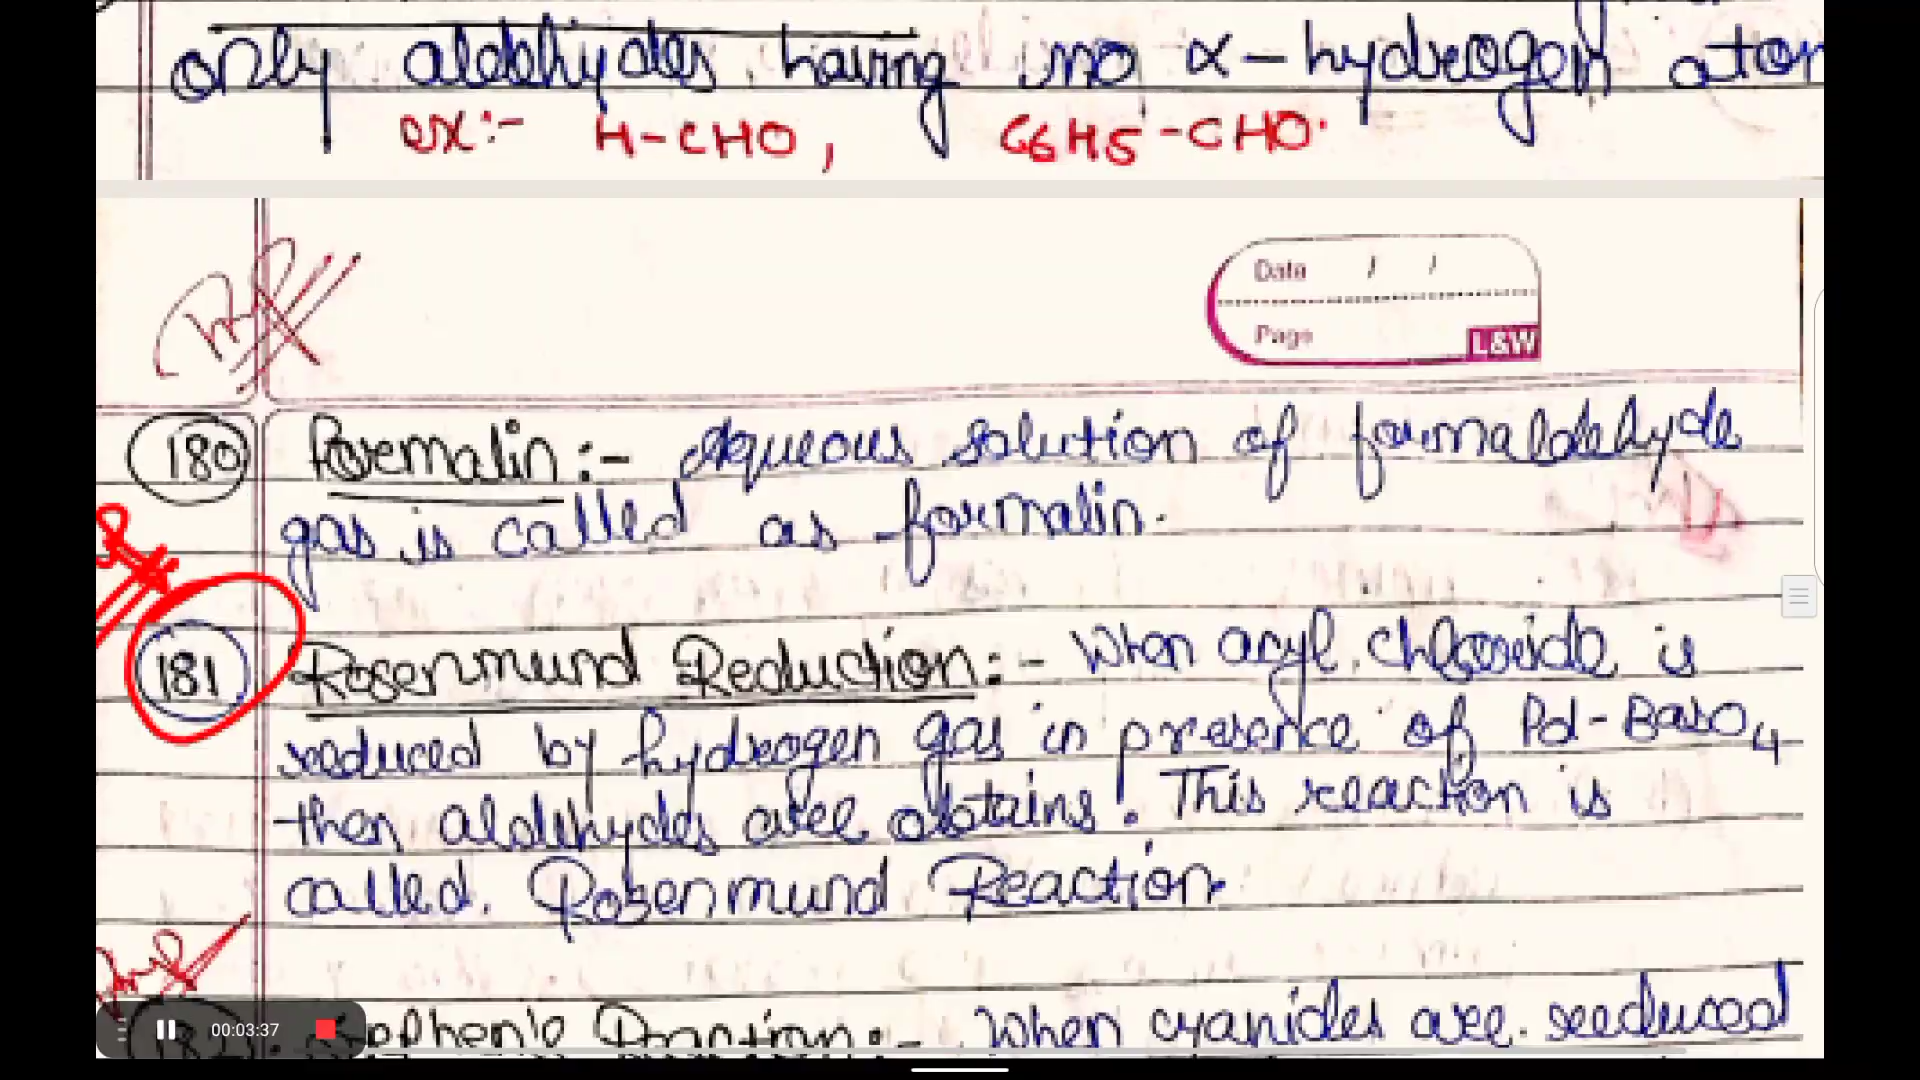 only aldehydes having no α-hydrogen atom
ex:- H-CHO, C6H5-CHO.
Date / /
Page
L&W
180 Formalin:- Aqueous solution of formaldehyde
gas is called as formalin.
181 Rosenmund Reduction:- When acyl chloride is
reduced by hydrogen gas in presence of Pd-BaSO4
then aldehydes are obtains. This reaction is
called. Rosenmund Reaction.
Stephen's Reaction:- When cyanides are reduced
00:03:37